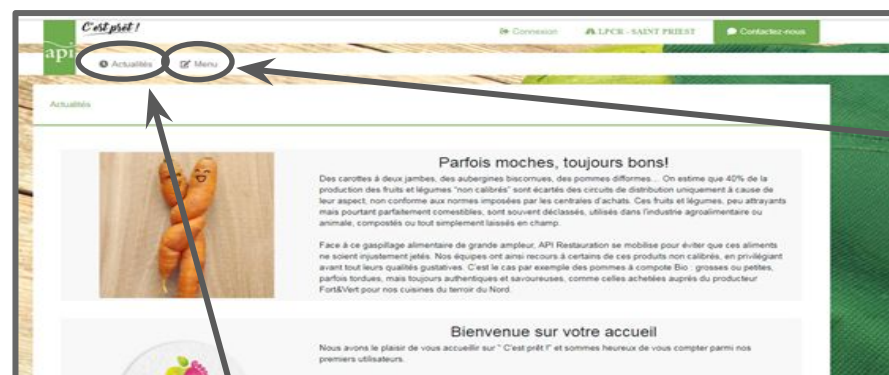 C'est prêt !
api
Connexion
LPCR - SAINT PRIEST
Contactez-nous
Actualités
Menu
Actualités
Parfois moches, toujours bons!
Des carottes à deux jambes, des aubergines biscornues, des pommes difformes… On estime que 40% de la
production des fruits et légumes "non calibrés" sont écartés des circuits de distribution uniquement à cause de
leur aspect, non conforme aux normes imposées par les centrales d'achats. Ces fruits et légumes, peu attrayants
mais pourtant parfaitement comestibles, sont souvent déclassés, utilisés dans l'industrie agroalimentaire ou
animale, compostés ou tout simplement laissés en champ.
Face à ce gaspillage alimentaire de grande ampleur, API Restauration se mobilise pour éviter que ces aliments
ne soient injustement jetés. Nos équipes ont ainsi recours à certains de ces produits non calibrés, en privilégiant
avant tout leurs qualités gustatives. C'est le cas par exemple des pommes à compote Bio : grosses ou petites,
parfois tordues, mais toujours authentiques et savoureuses, comme celles achetées auprès du producteur
Fort&Vert pour nos cuisines du terroir du Nord.
Bienvenue sur votre accueil
Nous avons le plaisir de vous accueillir sur " C'est prêt !" et sommes heureux de vous compter parmi nos
premiers utilisateurs.